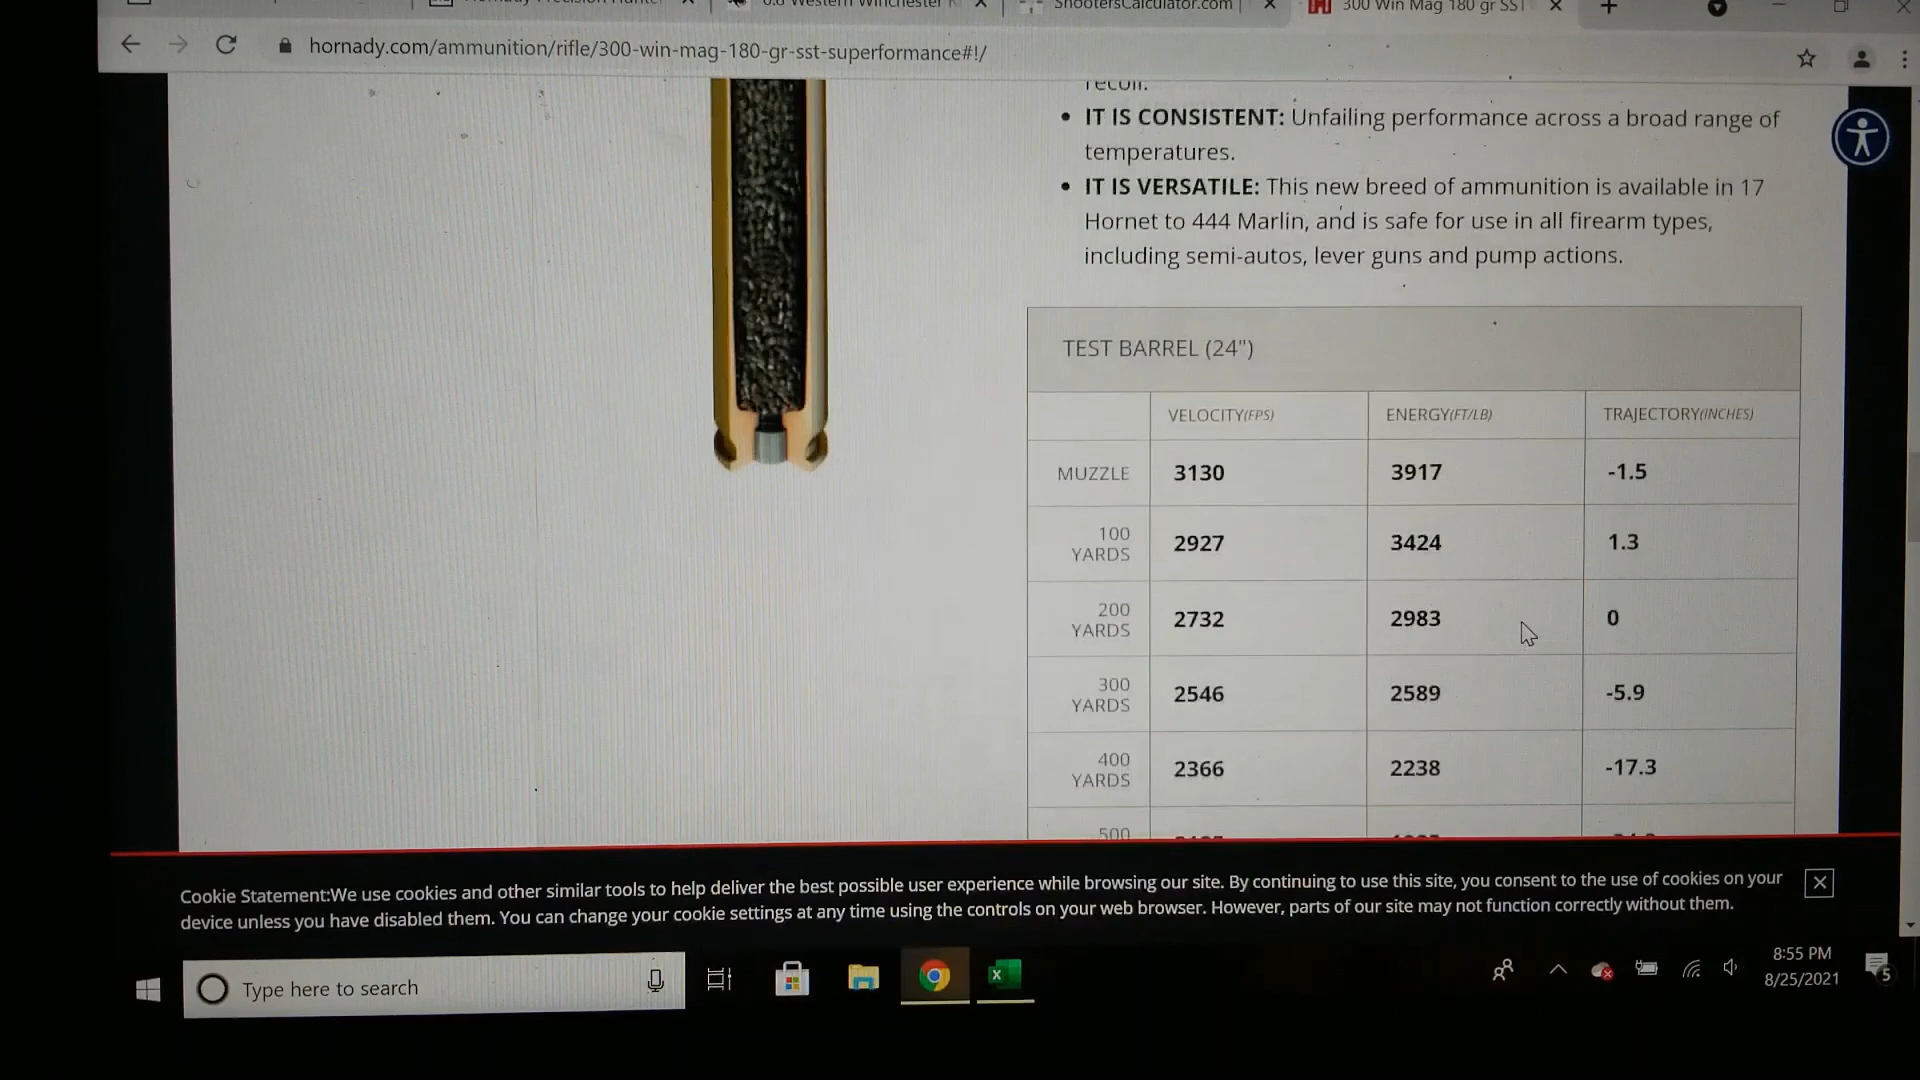 Winchester
ShootersCalculator.com |
300 Win Mag 180 gr SST
hornady.com/ammunition/rifle/300-win-mag-180-gr-sst-superformance#!/
recoil.
• IT IS CONSISTENT: Unfailing performance across a broad range of
temperatures.
• IT IS VERSATILE: This new breed of ammunition is available in 17
Hornet to 444 Marlin, and is safe for use in all firearm types,
including semi-autos, lever guns and pump actions.
TEST BARREL (24")
VELOCITY(FPS) ENERGY(FT/LB) TRAJECTORY(INCHES)
MUZZLE 3130 3917 -1.5
100
YARDS 2927 3424 1.3
200
YARDS 2732 2983 0
300
YARDS 2546 2589 -5.9
400
YARDS 2366 2238 -17.3
500
Cookie Statement:We use cookies and other similar tools to help deliver the best possible user experience while browsing our site. By continuing to use this site, you consent to the use of cookies on your
device unless you have disabled them. You can change your cookie settings at any time using the controls on your web browser. However, parts of our site may not function correctly without them.
Type here to search
8:55 PM
8/25/2021
5